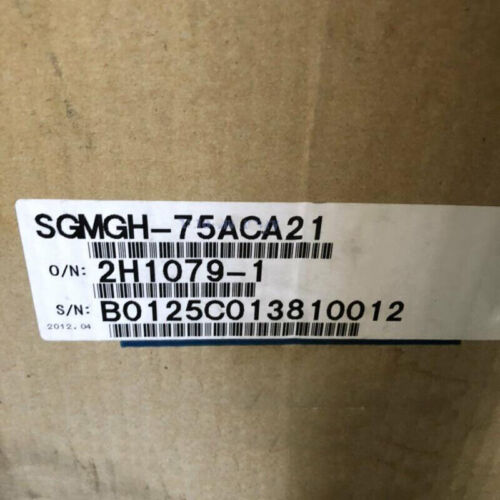 SGMGH-75ACA21
O/N: 2H1079-1
S/N: B0125C013810012
2012.04